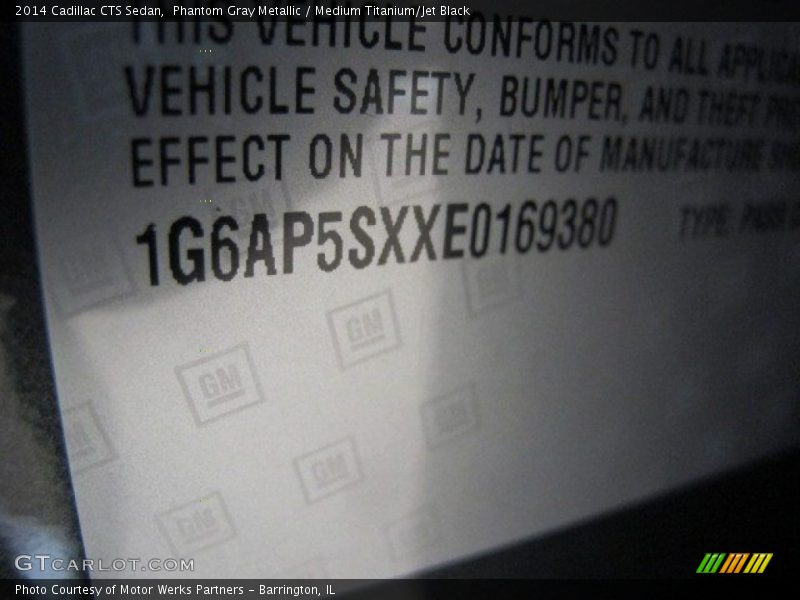 2014 Cadillac CTS Sedan,  Phantom Gray Metallic / Medium Titanium/Jet Black
THIS VEHICLE CONFORMS TO ALL
VEHICLE SAFETY, BUMPER, AND THEFT
EFFECT ON THE DATE OF MANUFACTURE
1G6AP5SXXE0169380 TYPE:
GM
GM
GM
GM
GTCARLOT.COM
Photo Courtesy of Motor Werks Partners - Barrington, IL